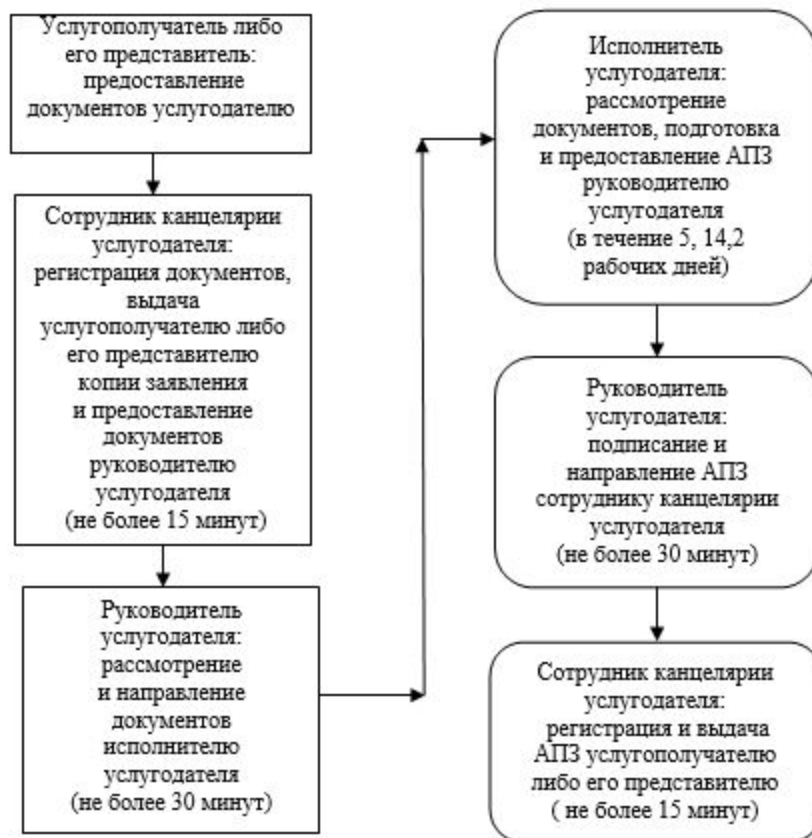 Услугополучатель либо
его представитель:
предоставление
документов услугодателю
Сотрудник канцелярии
услугодателя:
регистрация документов,
выдача
услугополучателю либо
его представителю
копии заявления
и предоставление
документов
руководителю
услугодателя
(не более 15 минут)
Руководитель
услугодателя:
рассмотрение
и направление
документов
исполнителю
услугодателя
(не более 30 минут)
Исполнитель
услугодателя:
рассмотрение
документов, подготовка
и предоставление АПЗ
руководителю
услугодателя
(в течение 5, 14,2
рабочих дней)
Руководитель
услугодателя:
подписание и
направление АПЗ
сотруднику канцелярии
услугодателя
(не более 30 минут)
Сотрудник канцелярии
услугодателя:
регистрация и выдача
АПЗ услугополучателю
либо его представителю
( не более 15 минут)